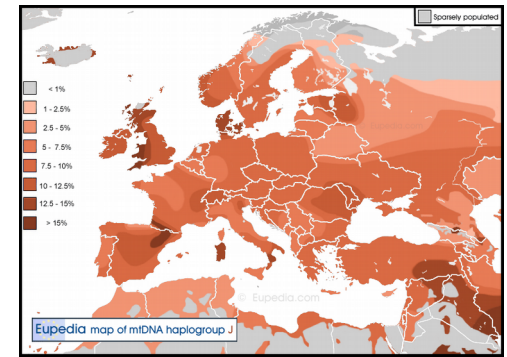 Sparsely populated
< 1%
1 - 2.5%
2.5 - 5%
5 - 7.5%
7.5 - 10%
10 - 12.5%
12.5 - 15%
> 15%
© Eupedia.com
Eupedia map of mtDNA haplogroup J